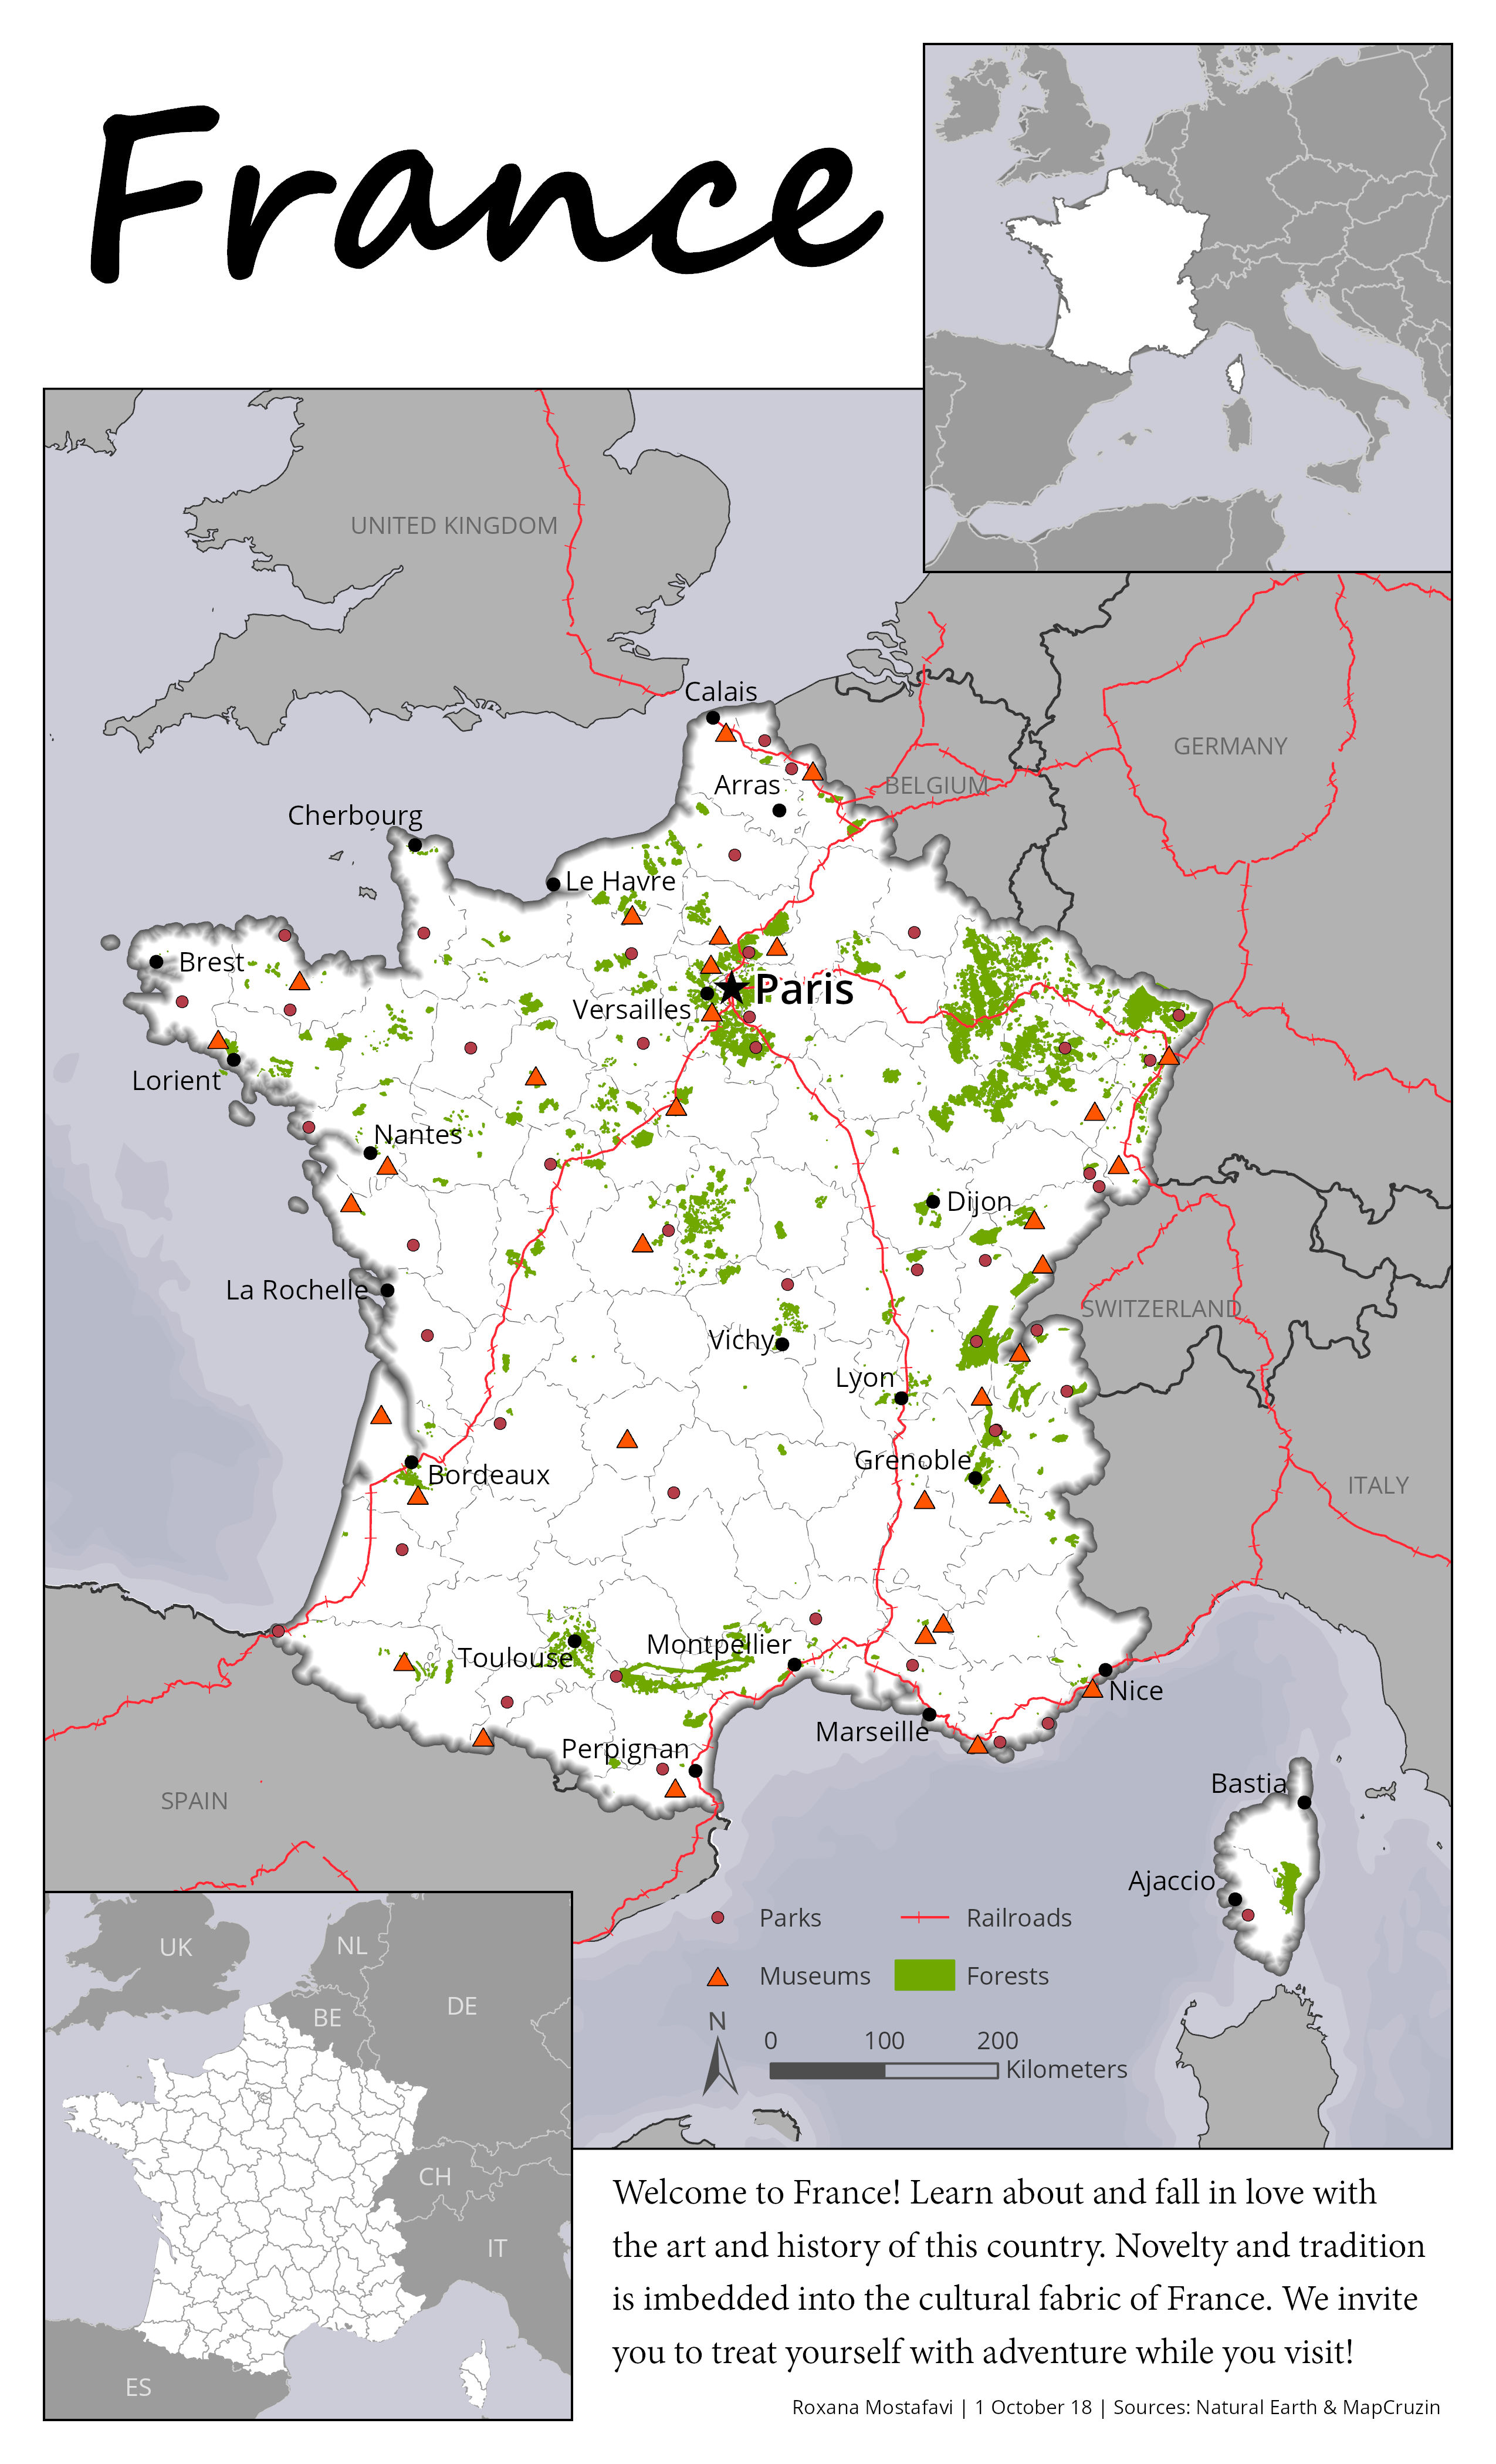 France
UNITED KINGDOM
Calais
GERMANY
BELGIUM
Arras
Cherbourg
Le Havre
Brest
Paris
Versailles
Lorient
Nantes
Dijon
La Rochelle
SWITZERLAND
Vichy
Lyon
Grenoble
Bordeaux
ITALY
Montpellier
Toulouse
Nice
Marseille
Perpignan
Bastia
SPAIN
Ajaccio
Parks
Railroads
Museums
Forests
N
0 100 200
Kilometers
UK
NL
DE
BE
CH
IT
ES
Welcome to France! Learn about and fall in love with
the art and history of this country. Novelty and tradition
is imbedded into the cultural fabric of France. We invite
you to treat yourself with adventure while you visit!
Roxana Mostafavi | 1 October 18 | Sources: Natural Earth & MapCruzin